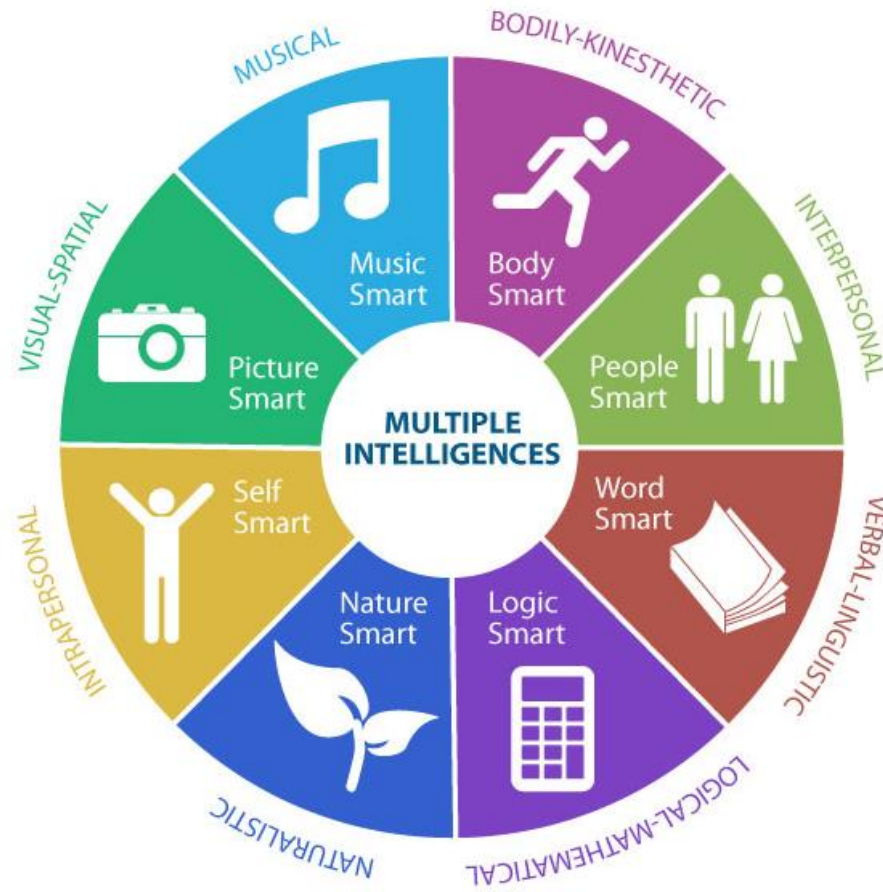 MUSICAL
BODILY-KINESTHETIC
INTERPERSONAL
VERBAL-LINGUISTIC
LOGICAL-MATHEMATICAL
NATURALISTIC
INTRAPERSONAL
VISUAL-SPATIAL
Music
Smart
Body
Smart
People
Smart
Word
Smart
Logic
Smart
Nature
Smart
Self
Smart
Picture
Smart
MULTIPLE
INTELLIGENCES